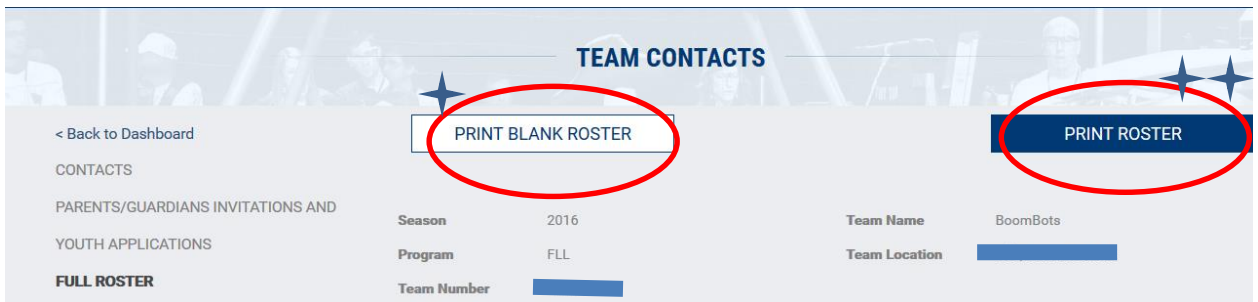 TEAM CONTACTS
< Back to Dashboard
PRINT BLANK ROSTER
PRINT ROSTER
CONTACTS
PARENTS/GUARDIANS INVITATIONS AND
YOUTH APPLICATIONS
FULL ROSTER
Season 2016
Program FLL
Team Number
Team Name BoomBots
Team Location